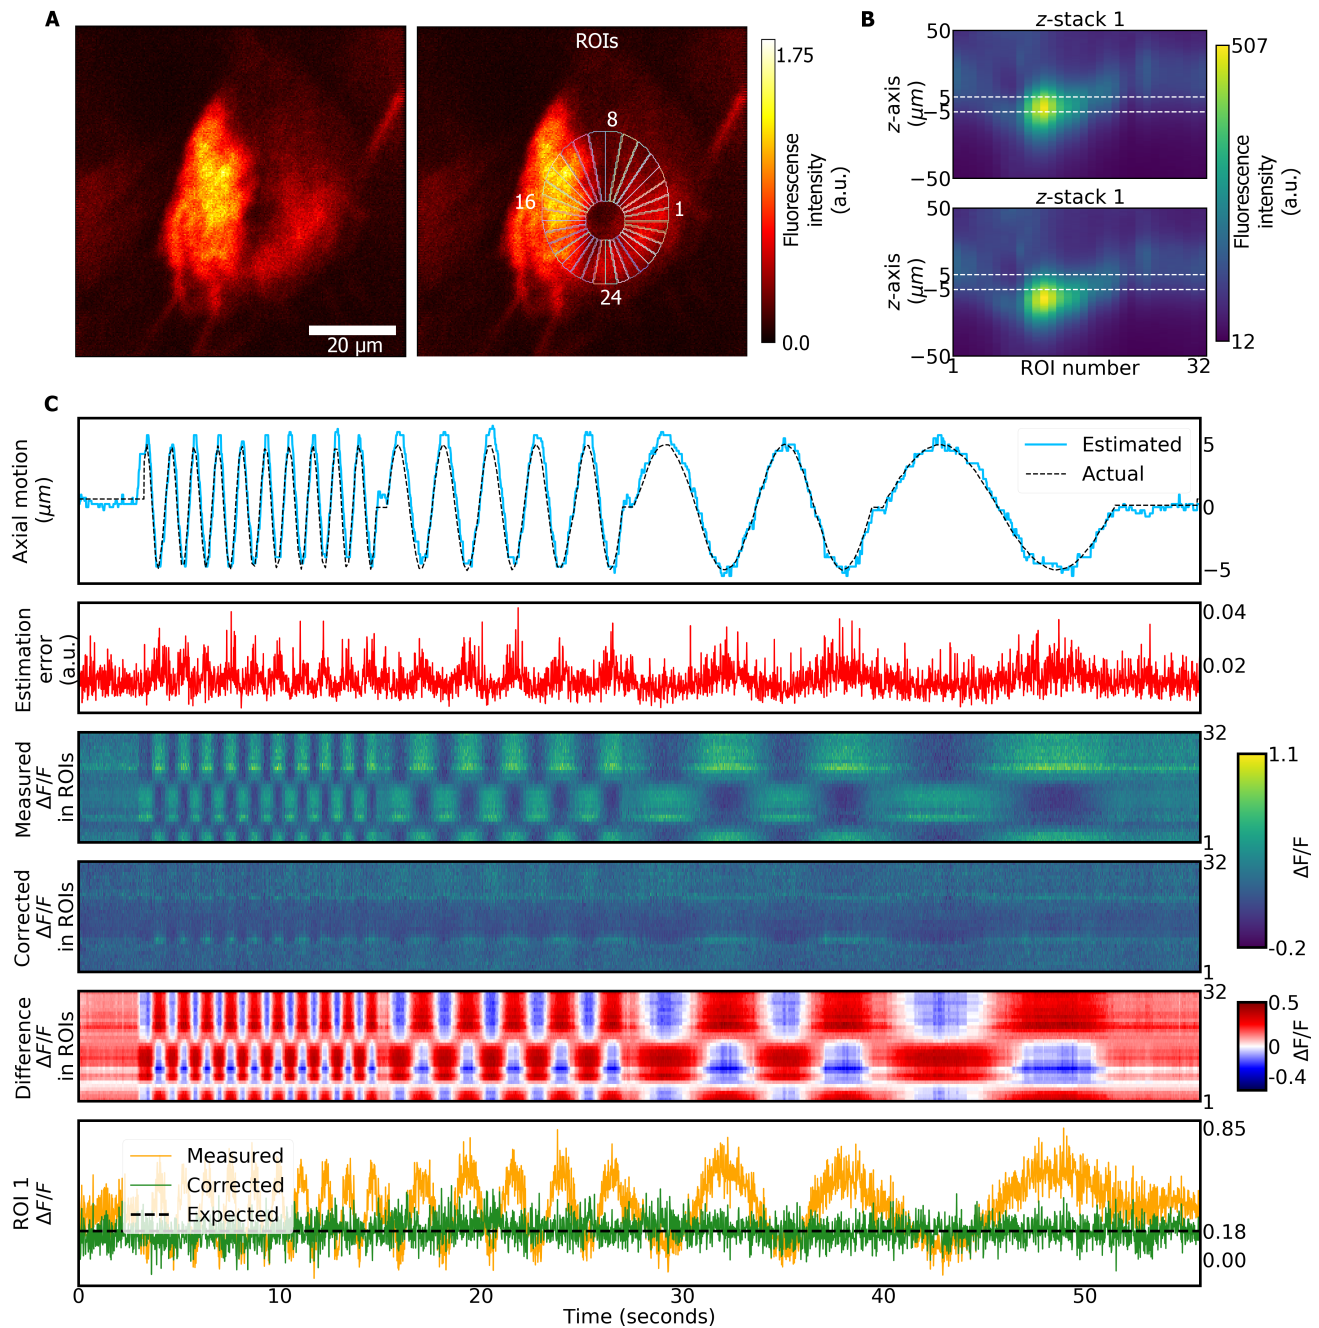 A
ROIs
8
16
1
24
20 µm
1.75
0.0
Fluorescense
intensity
(a.u.)
B
z-stack 1
50
5
−5
−50
z-axis
(µm)
z-stack 1
50
5
−5
−50
z-axis
(µm)
1
ROI number
32
507
12
Fluorescence
intensity
(a.u.)
C
Axial motion
(µm)
Estimated
Actual
5
0
−5
Estimation
error
(a.u.)
0.04
0.02
Measured
ΔF/F
in ROIs
32
1
Corrected
ΔF/F
in ROIs
32
1
1.1
-0.2
ΔF/F
Difference
ΔF/F
in ROIs
32
1
0.5
0
-0.4
ΔF/F
ROI 1
ΔF/F
Measured
Corrected
Expected
0.85
0.18
0.00
0
10
20
30
40
50
Time (seconds)